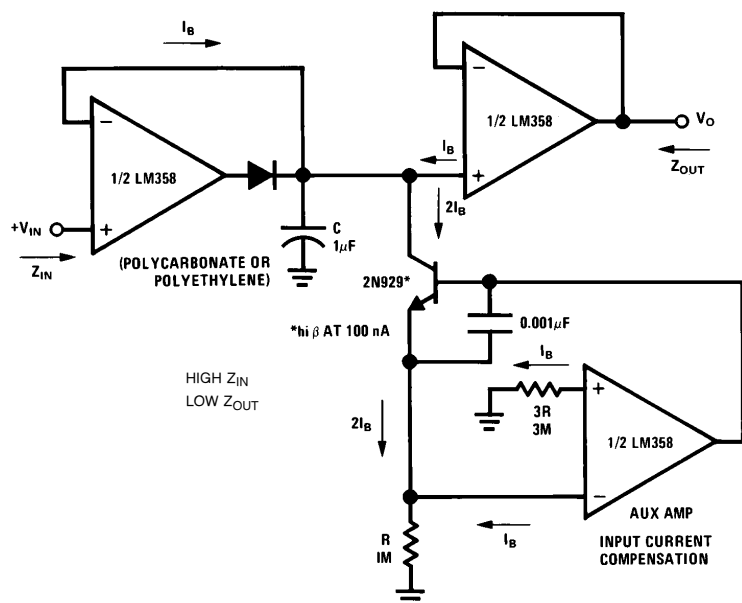 I_B
−
1/2 LM358
+
+V_IN
Z_IN
C
1μF
(POLYCARBONATE OR
POLYETHYLENE)
−
1/2 LM358
+
I_B
V_O
Z_OUT
2I_B
2N929*
*hi β AT 100 nA
0.001μF
HIGH Z_IN
LOW Z_OUT
I_B
3R
3M
+
1/2 LM358
−
2I_B
R
1M
I_B
AUX AMP
INPUT CURRENT
COMPENSATION